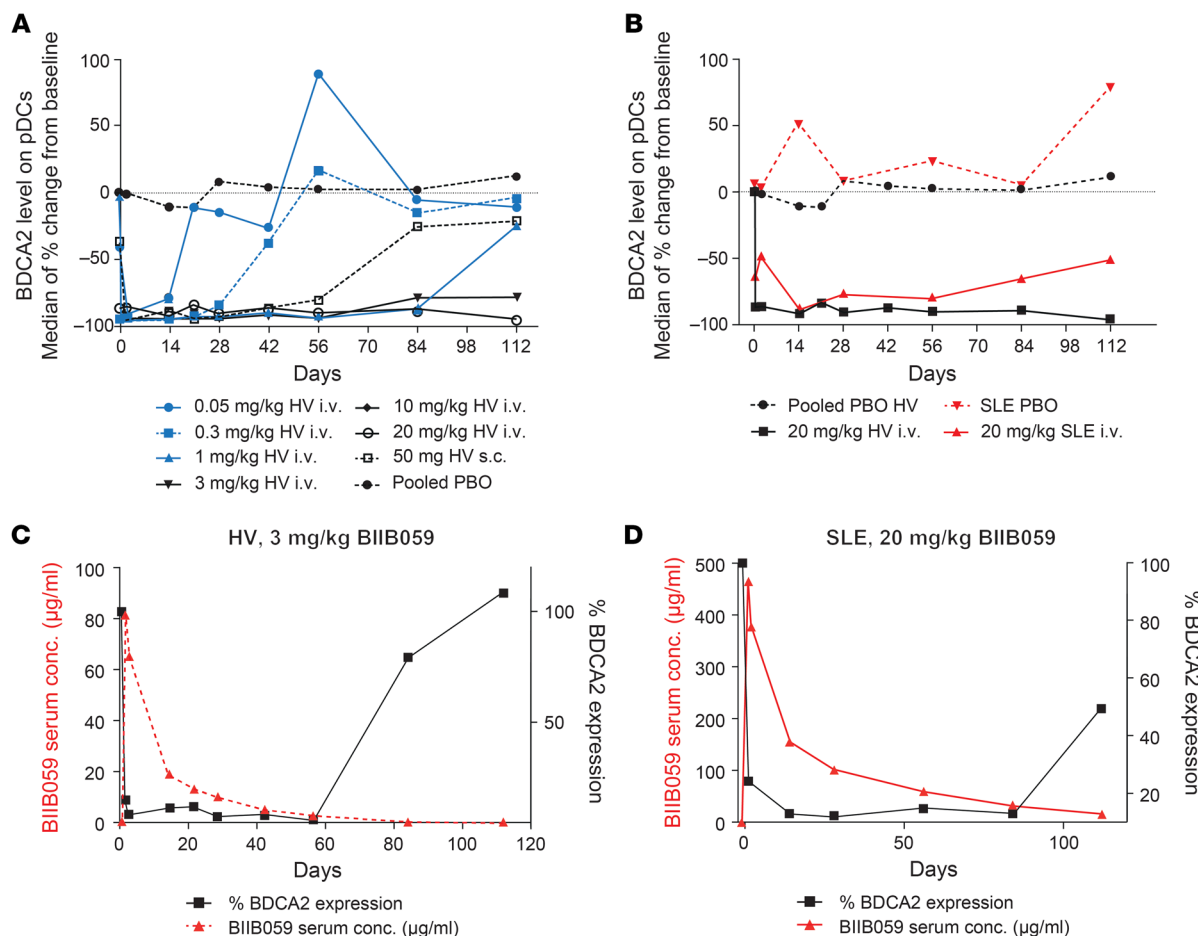 A
BDCA2 level on pDCs
Median of % change from baseline
100
50
0
−50
−100
0 14 28 42 56 70 84 98 112
Days
0.05 mg/kg HV i.v.
0.3 mg/kg HV i.v.
1 mg/kg HV i.v.
3 mg/kg HV i.v.
10 mg/kg HV i.v.
20 mg/kg HV i.v.
50 mg HV s.c.
Pooled PBO
B
BDCA2 level on pDCs
Median of % change from baseline
100
50
0
−50
−100
0 14 28 42 56 70 84 98 112
Days
Pooled PBO HV
20 mg/kg HV i.v.
SLE PBO
20 mg/kg SLE i.v.
C
HV, 3 mg/kg BIIB059
BIIB059 serum conc. (µg/ml)
100
80
60
40
20
0
% BDCA2 expression
100
50
0 20 40 60 80 100 120
Days
% BDCA2 expression
BIIB059 serum conc. (µg/ml)
D
SLE, 20 mg/kg BIIB059
BIIB059 serum conc. (µg/ml)
500
400
300
200
100
0
% BDCA2 expression
100
80
60
40
20
0 50 100
Days
% BDCA2 expression
BIIB059 serum conc. (µg/ml)